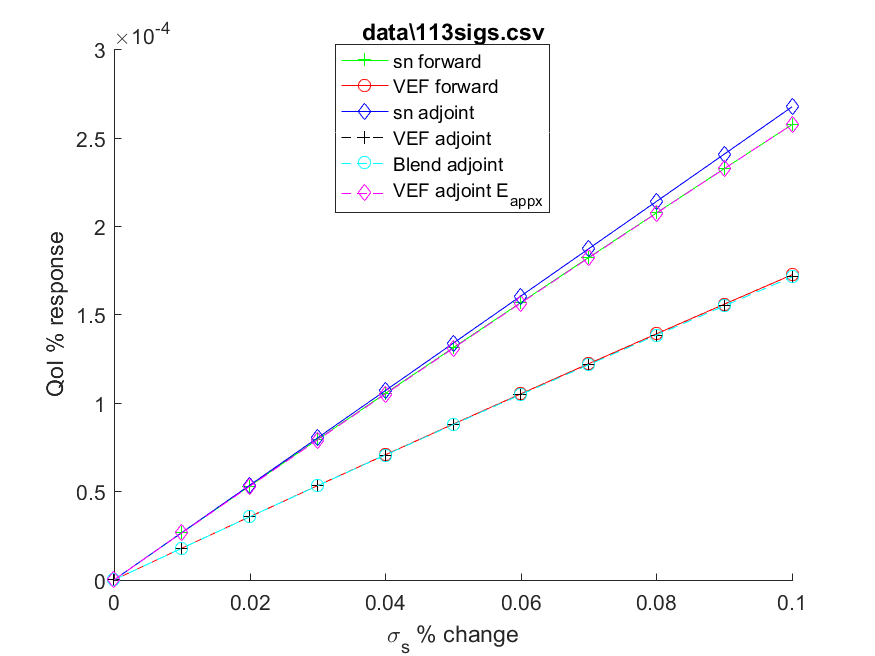 data\113sigs.csv
×10-4
sn forward
VEF forward
sn adjoint
VEF adjoint
Blend adjoint
VEF adjoint Eappx
3
2.5
2
1.5
1
0.5
0
QoI % response
0 0.02 0.04 0.06 0.08 0.1
σs % change